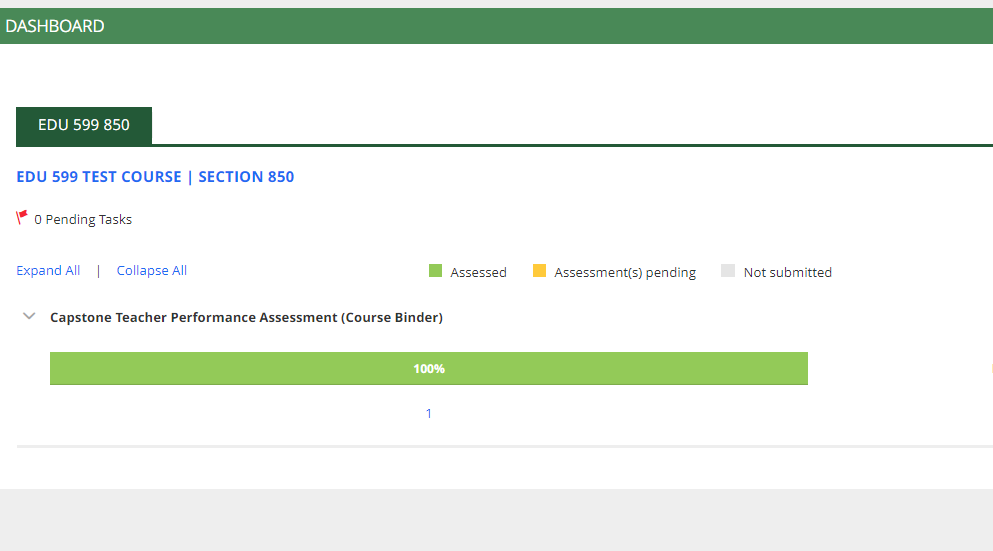 DASHBOARD
EDU 599 850
EDU 599 TEST COURSE | SECTION 850
0 Pending Tasks
Expand All | Collapse All
Assessed
Assessment(s) pending
Not submitted
Capstone Teacher Performance Assessment (Course Binder)
100%
1